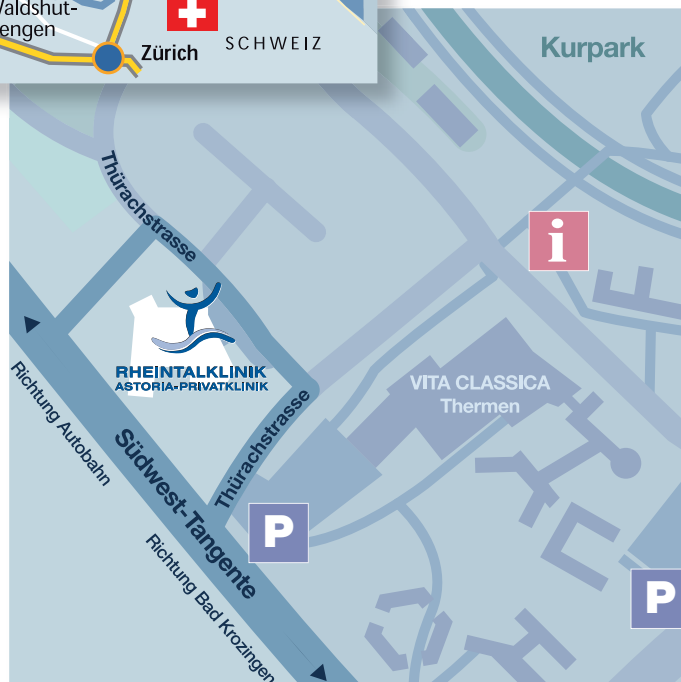 Waldshut-
engen
Zürich
SCHWEIZ
Kurpark
Thürachstrasse
i
RHEINTALKLINIK
ASTORIA-PRIVATKLINIK
VITA CLASSICA
Thermen
Richtung Autobahn
Südwest-Tangente
Thürachstrasse
P
Richtung Bad Krozingen
P